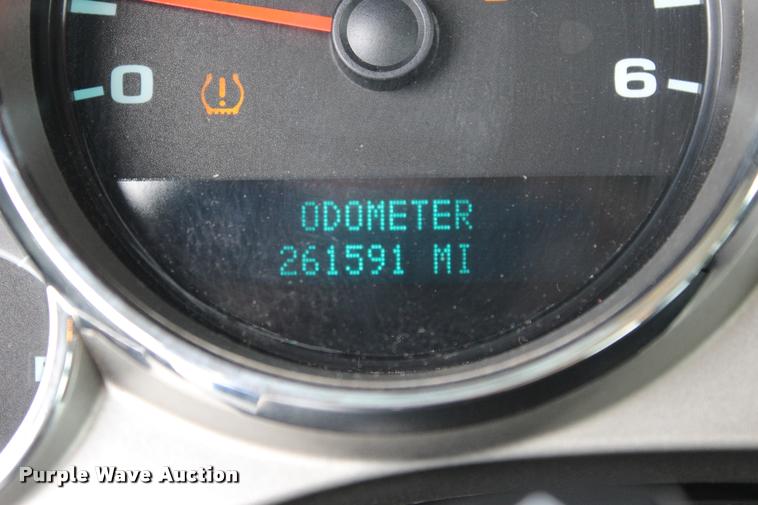 0
6
ODOMETER
261591 MI
Purple Wave Auction